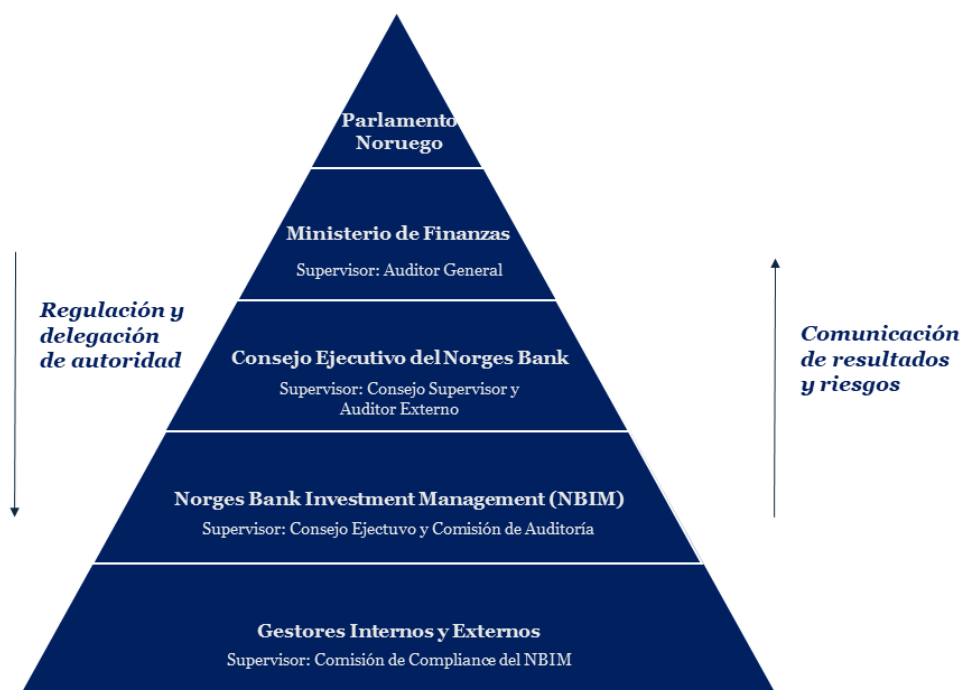 Parlamento
Noruego
Ministerio de Finanzas
Supervisor: Auditor General
Regulación y
delegación
de autoridad
Consejo Ejecutivo del Norges Bank
Supervisor: Consejo Supervisor y
Auditor Externo
Comunicación
de resultados
y riesgos
Norges Bank Investment Management (NBIM)
Supervisor: Consejo Ejectuvo y Comisión de Auditoría
Gestores Internos y Externos
Supervisor: Comisión de Compliance del NBIM